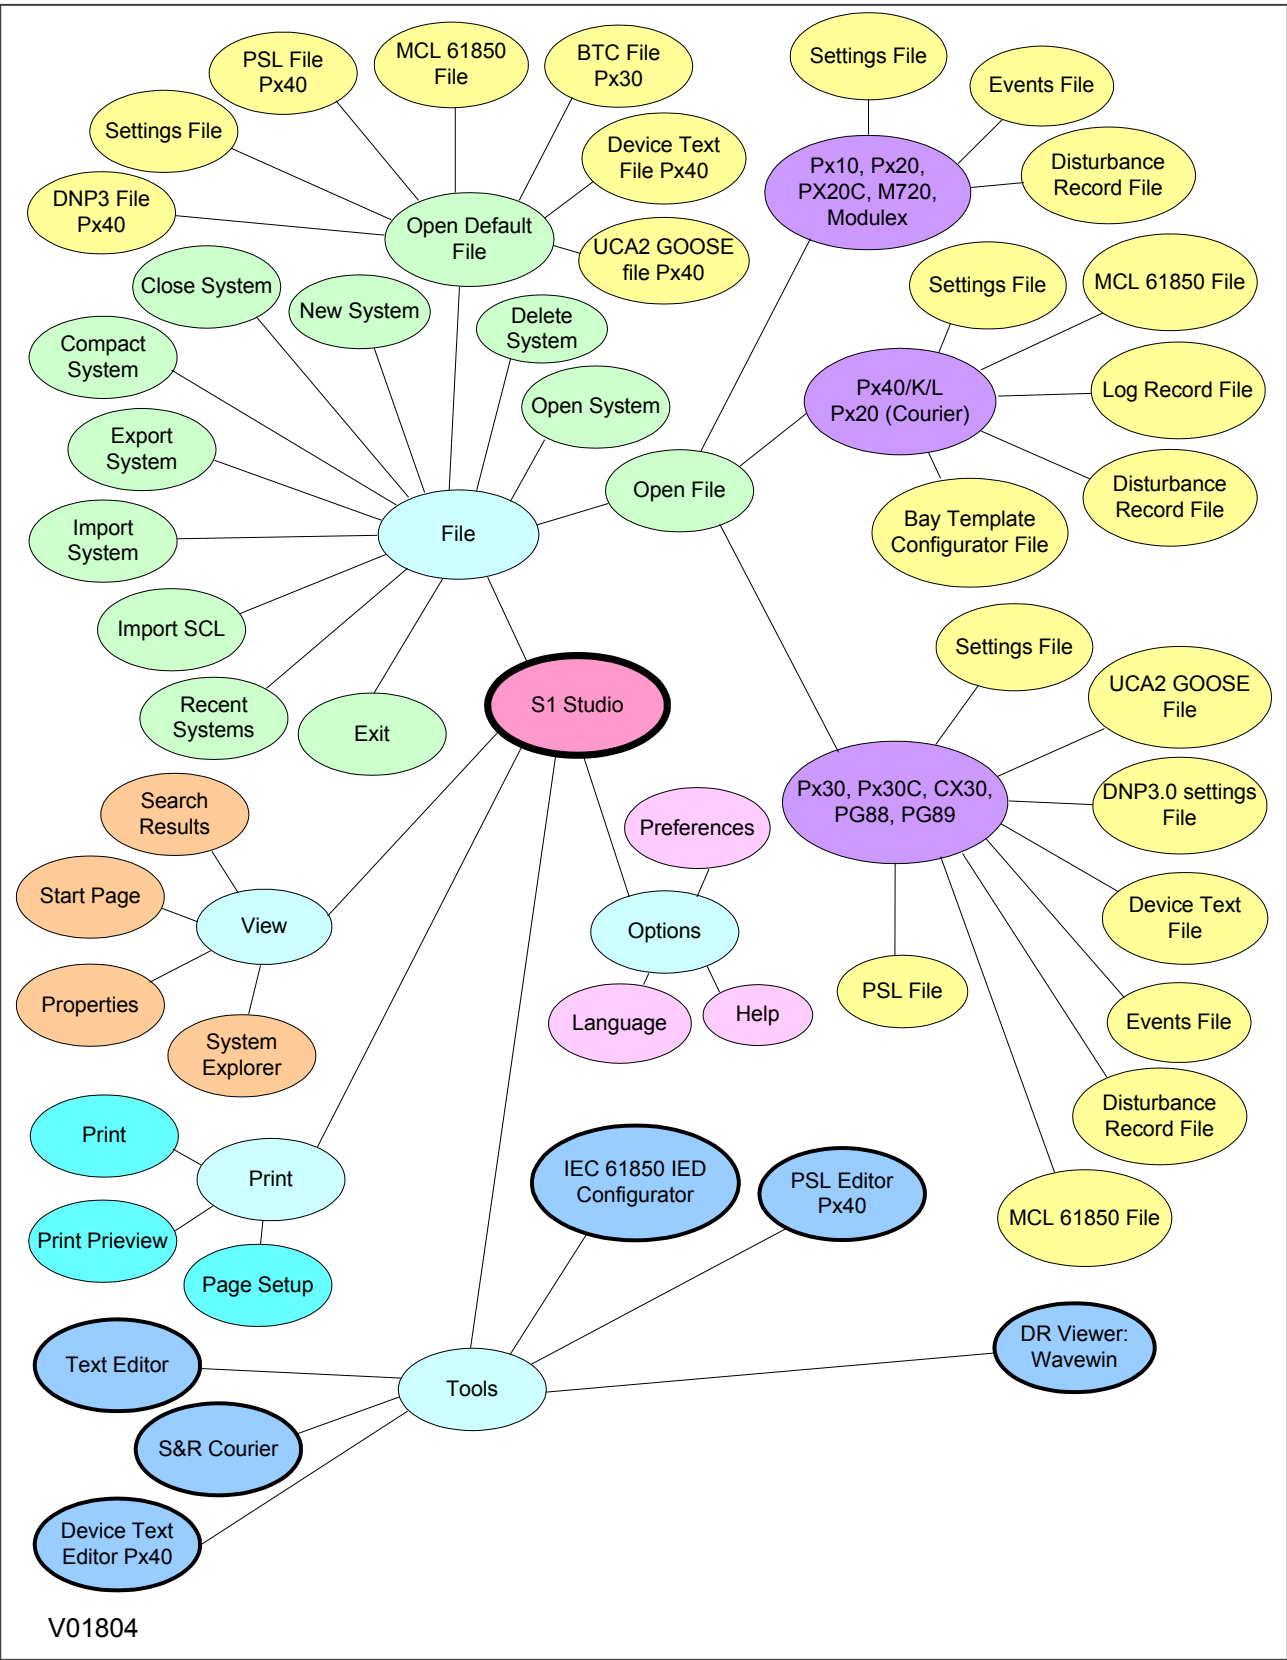 PSL File
Px40
MCL 61850
File
BTC File
Px30
Settings File
Events File
Settings File
Device Text
File Px40
Px10, Px20,
PX20C, M720,
Modulex
Disturbance
Record File
DNP3 File
Px40
Open Default
File
UCA2 GOOSE
file Px40
Close System
New System
Delete
System
Settings File
MCL 61850 File
Compact
System
Open System
Px40/K/L
Px20 (Courier)
Log Record File
Export
System
Open File
Disturbance
Record File
Import
System
File
Bay Template
Configurator File
Import SCL
Settings File
Recent
Systems
Exit
S1 Studio
UCA2 GOOSE
File
Search
Results
Preferences
Px30, Px30C, CX30,
PG88, PG89
DNP3.0 settings
File
Start Page
View
Options
Device Text
File
Properties
System
Explorer
Language
Help
PSL File
Events File
Disturbance
Record File
Print
Print
IEC 61850 IED
Configurator
PSL Editor
Px40
MCL 61850 File
Print Prieview
Page Setup
Text Editor
Tools
DR Viewer:
Wavewin
S&R Courier
Device Text
Editor Px40
V01804